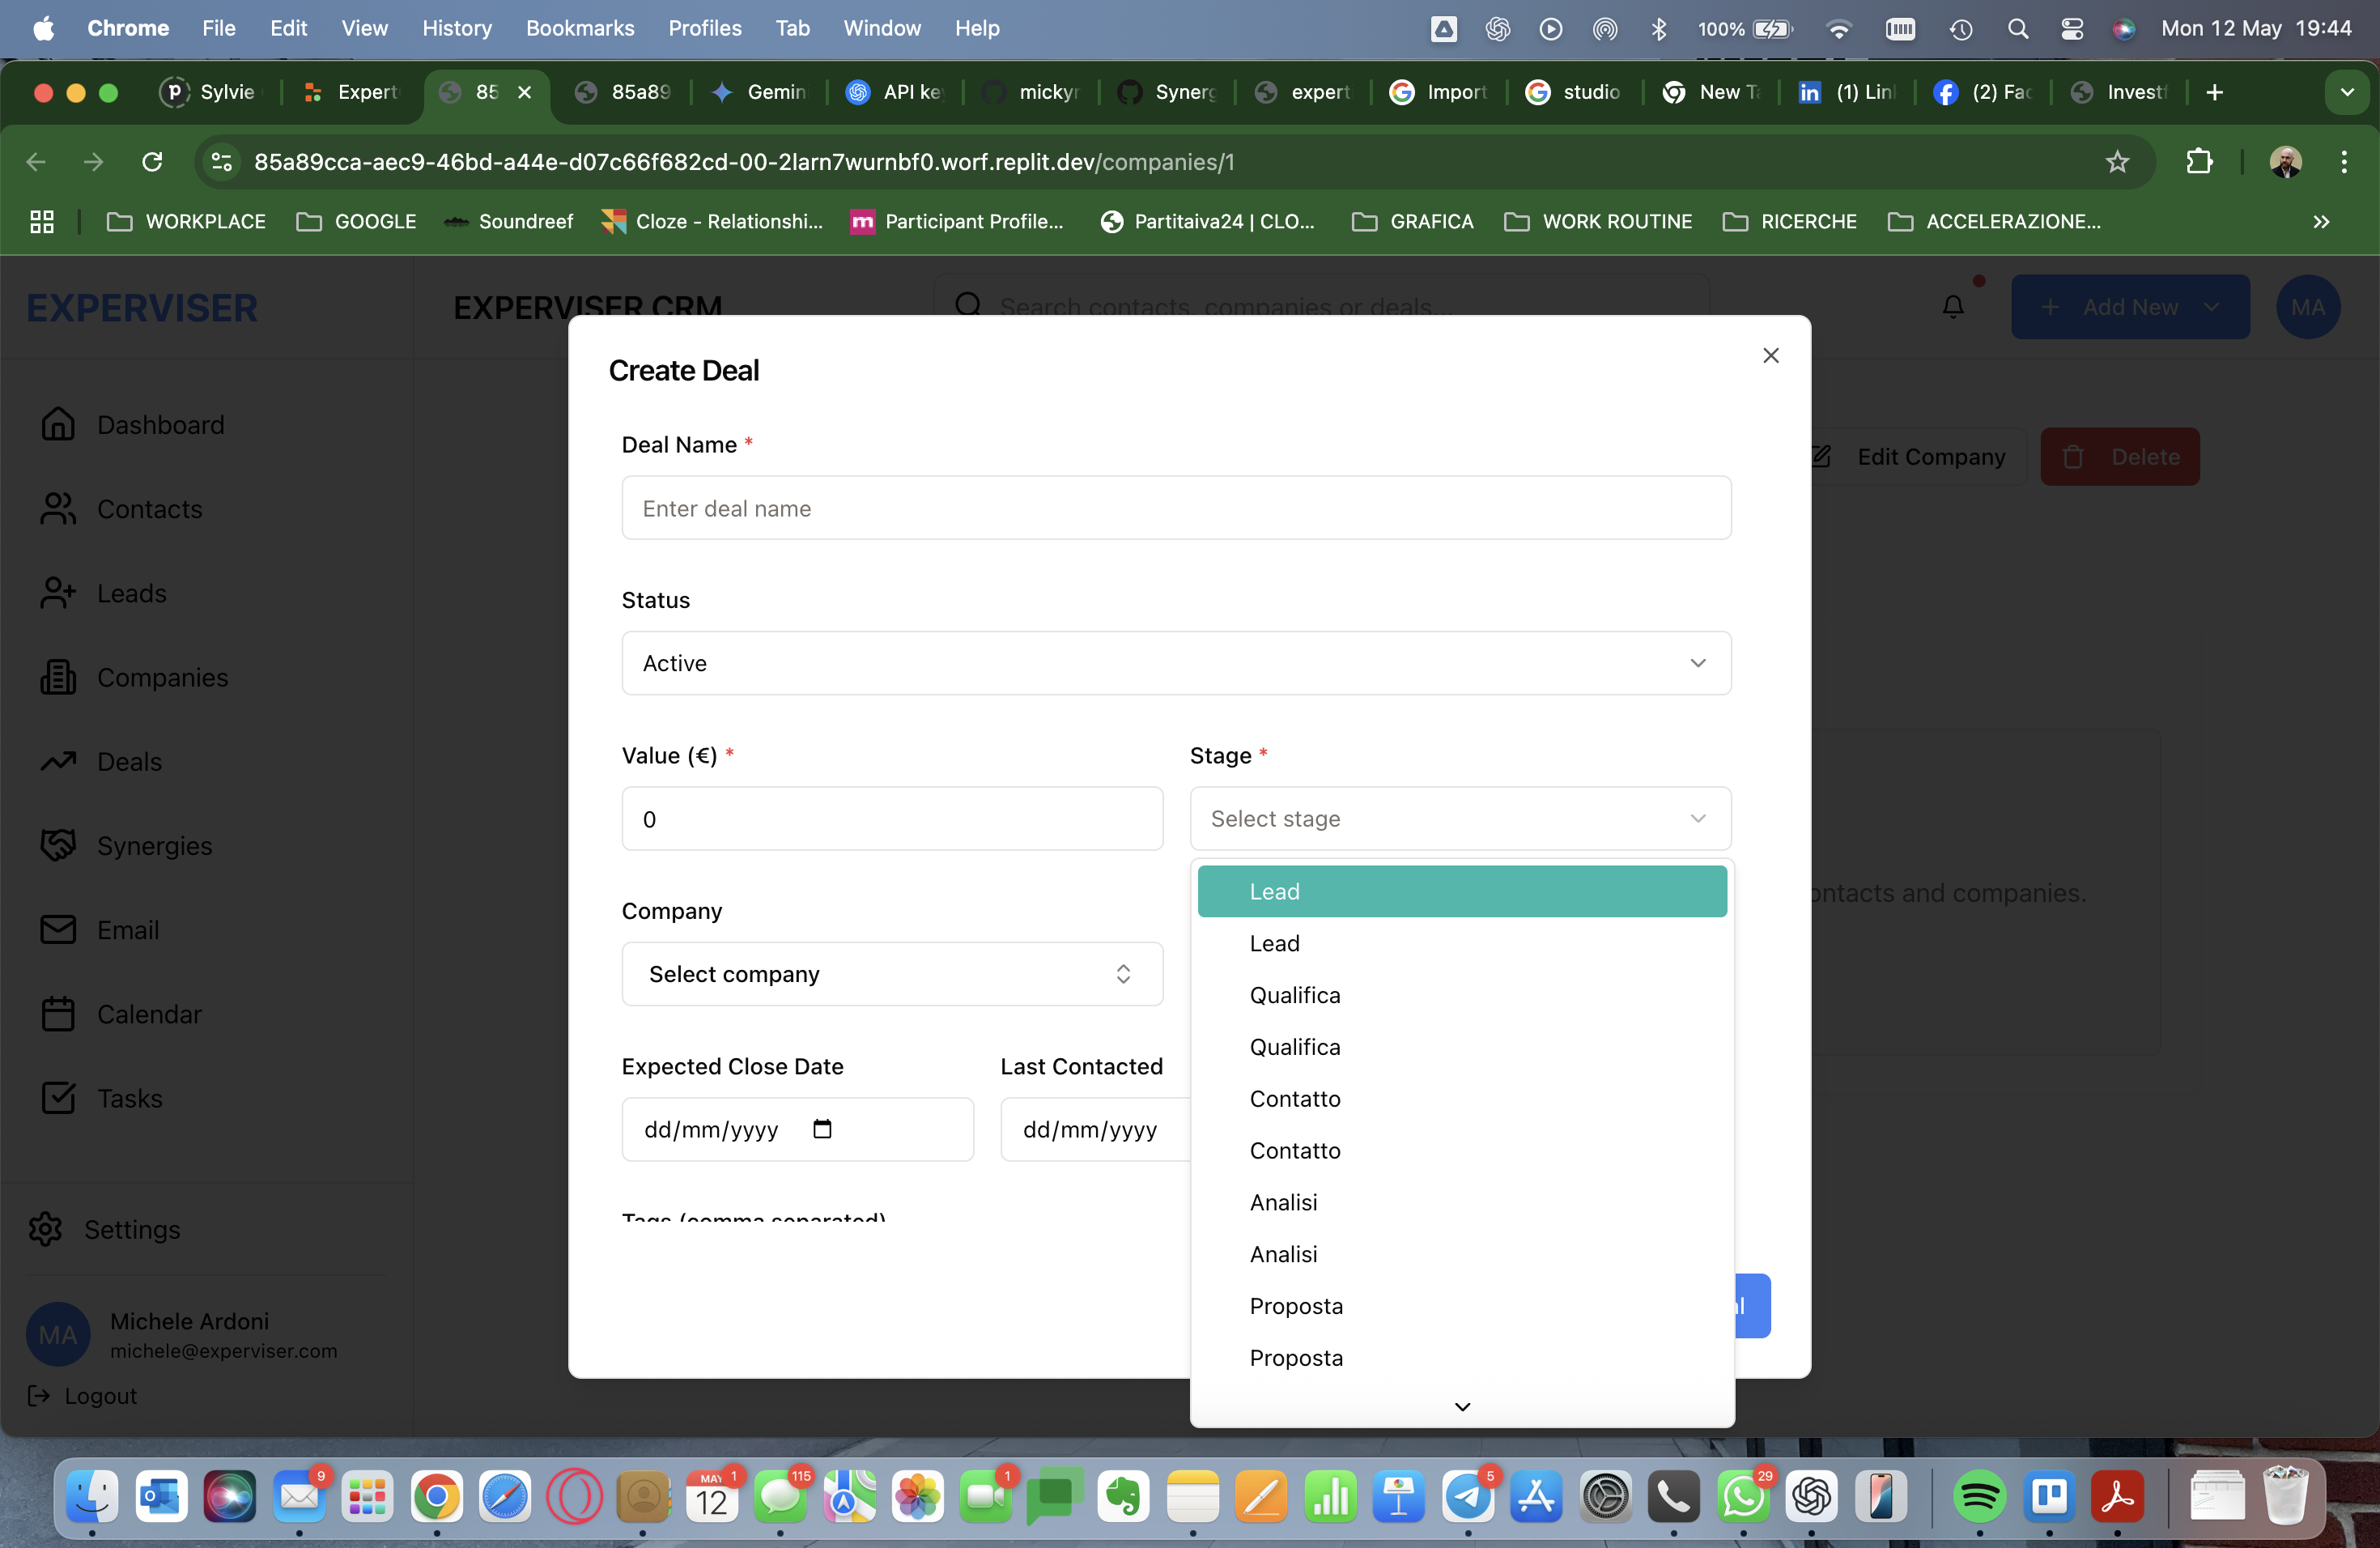 Chrome File Edit View History Bookmarks Profiles Tab Window Help 100% Mon 12 May 19:44
Sylvie Expert 85 85a89 Gemin API ke mickyr Synerg expert Import studio New Ta (1) Lin (2) Fac Invest
85a89cca-aec9-46bd-a44e-d07c66f682cd-00-2larn7wurnbf0.worf.replit.dev/companies/1
WORKPLACE GOOGLE Soundreef Cloze - Relationshi... Participant Profile... Partitaiva24 | CLO... GRAFICA WORK ROUTINE RICERCHE ACCELERAZIONE...
EXPERVISER
EXPERVISER CRM
Search contacts, companies or deals...
Add New
MA
Dashboard
Contacts
Leads
Companies
Deals
Synergies
Email
Calendar
Tasks
Settings
MA
Michele Ardoni
michele@experviser.com
Logout
Edit Company
Delete
ontacts and companies.
Create Deal
Deal Name *
Enter deal name
Status
Active
Value (€) *
0
Stage *
Select stage
Lead
Lead
Qualifica
Qualifica
Contatto
Contatto
Analisi
Analisi
Proposta
Proposta
Company
Select company
Expected Close Date
dd/mm/yyyy
Last Contacted
dd/mm/yyyy
Tags (comma separated)
9
MAY
12
1
115
1
5
29